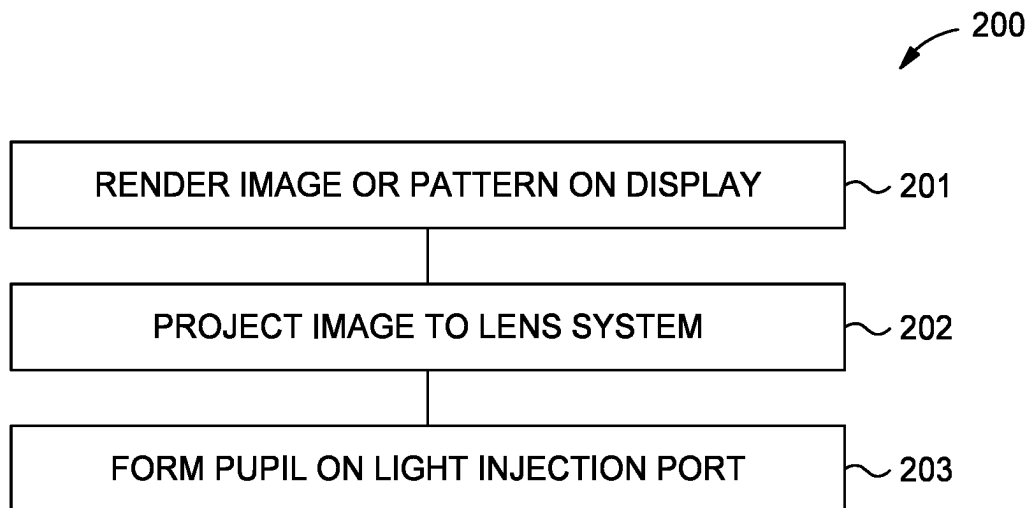 200
RENDER IMAGE OR PATTERN ON DISPLAY 201
PROJECT IMAGE TO LENS SYSTEM 202
FORM PUPIL ON LIGHT INJECTION PORT 203